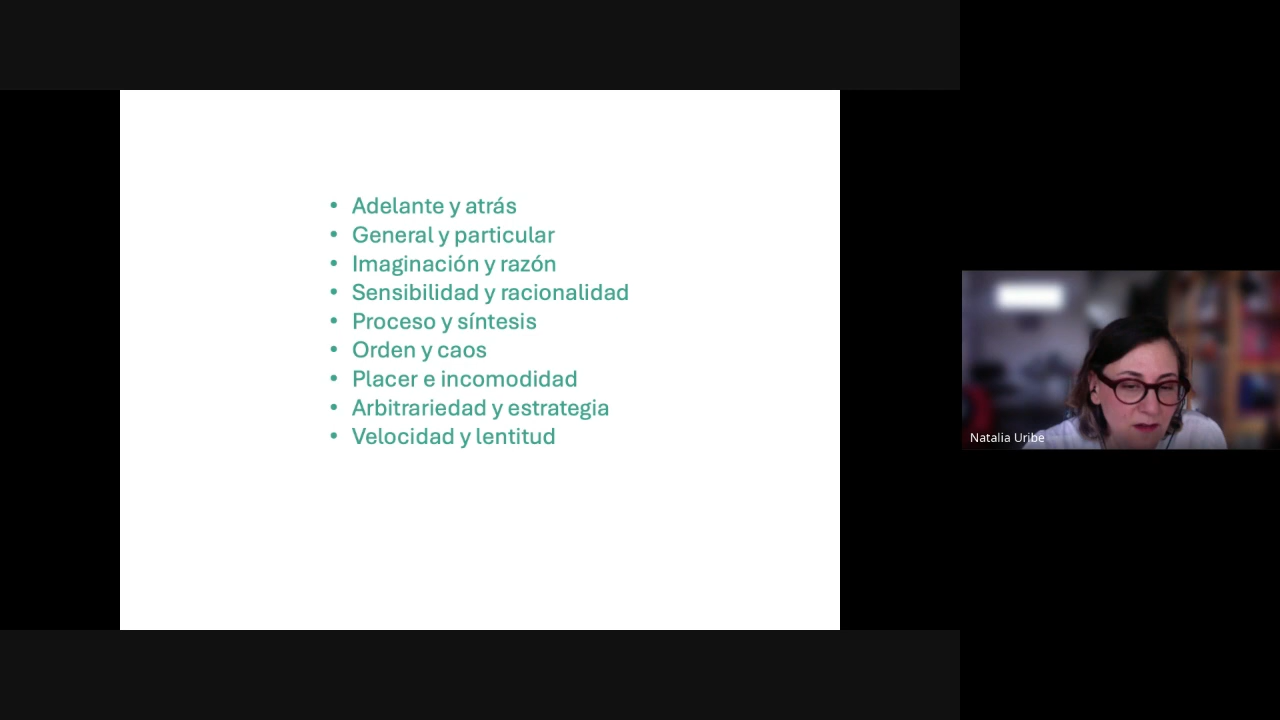 • Adelante y atrás
• General y particular
• Imaginación y razón
• Sensibilidad y racionalidad
• Proceso y síntesis
• Orden y caos
• Placer e incomodidad
• Arbitrariedad y estrategia
• Velocidad y lentitud
Natalia Uribe